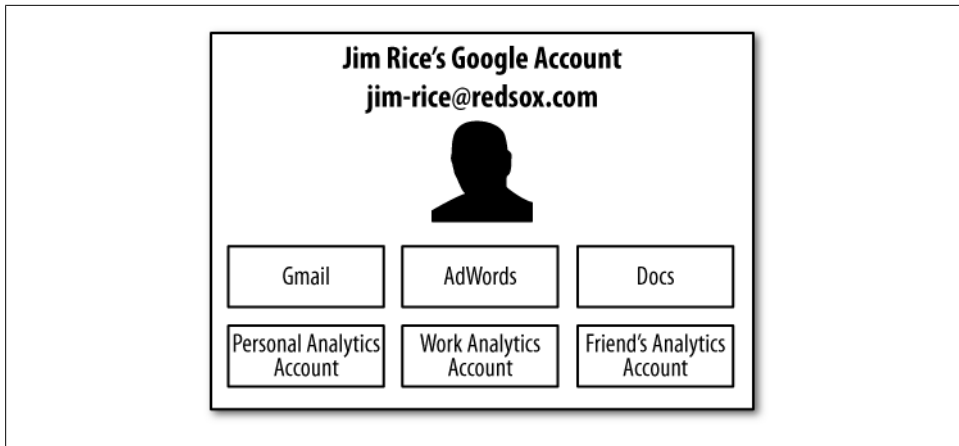 Jim Rice’s Google Account
jim-rice@redsox.com
Gmail
AdWords
Docs
Personal Analytics
Account
Work Analytics
Account
Friend’s Analytics
Account